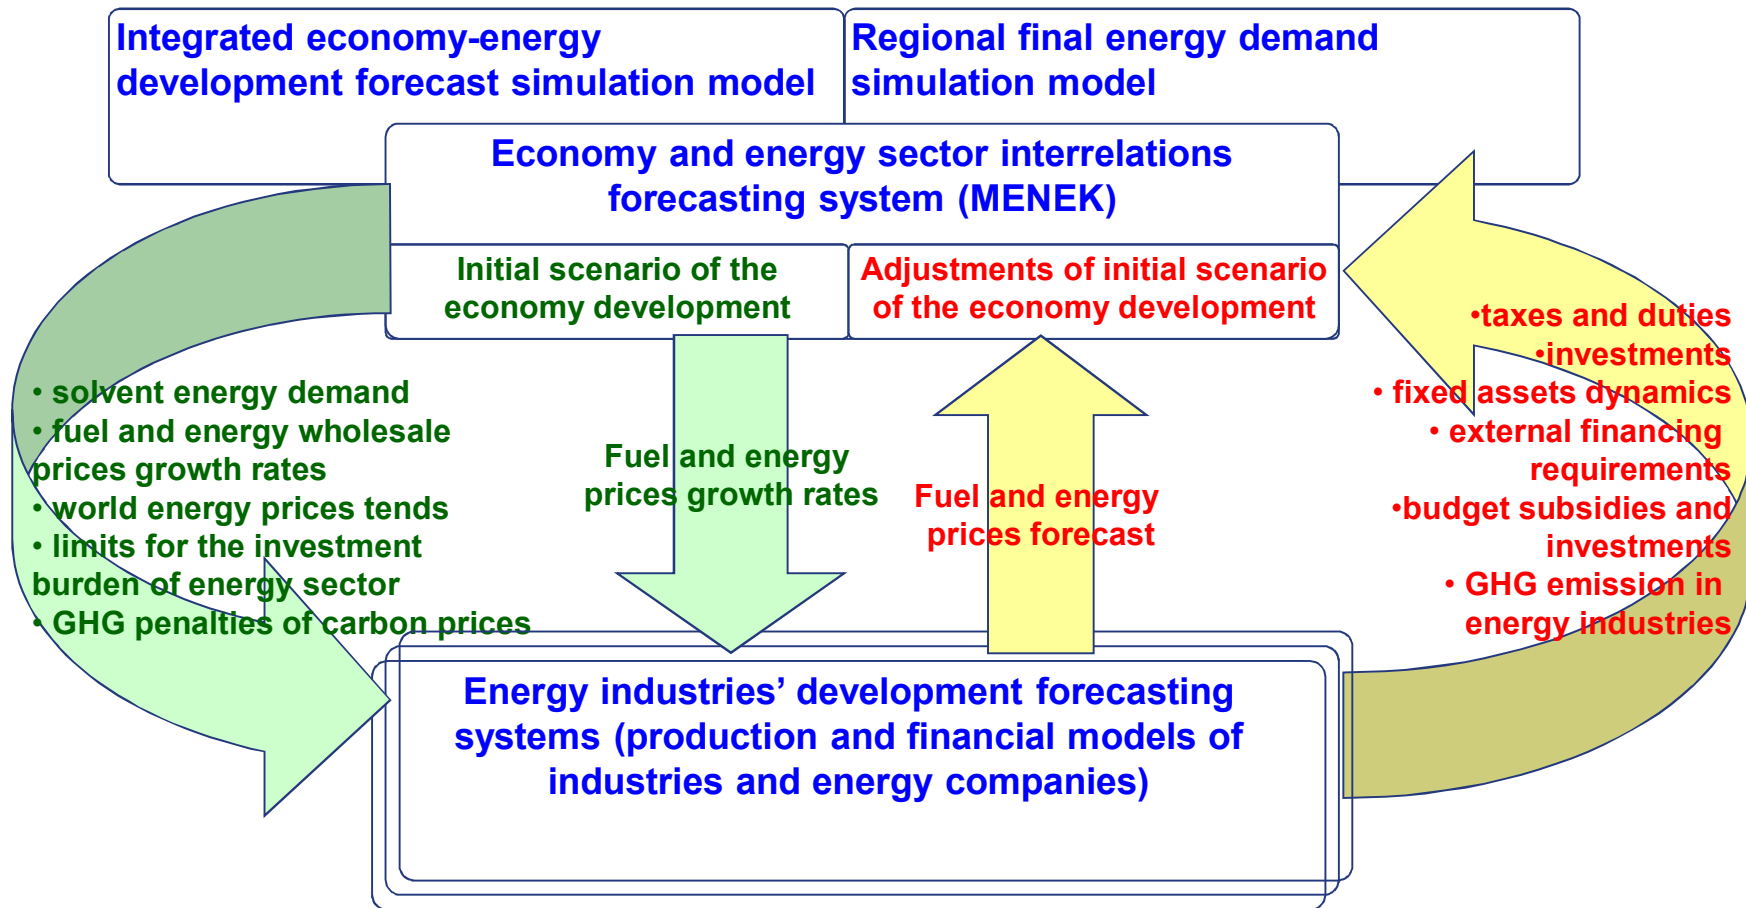 Integrated economy-energy
development forecast simulation model
Regional final energy demand
simulation model
Economy and energy sector interrelations
forecasting system (MENEK)
Initial scenario of the
economy development
Adjustments of initial scenario
of the economy development
• solvent energy demand
• fuel and energy wholesale
prices growth rates
• world energy prices tends
• limits for the investment
burden of energy sector
• GHG penalties of carbon prices
Fuel and energy
prices growth rates
Fuel and energy
prices forecast
•taxes and duties
•investments
• fixed assets dynamics
• external financing
requirements
•budget subsidies and
investments
• GHG emission in
energy industries
Energy industries’ development forecasting
systems (production and financial models of
industries and energy companies)